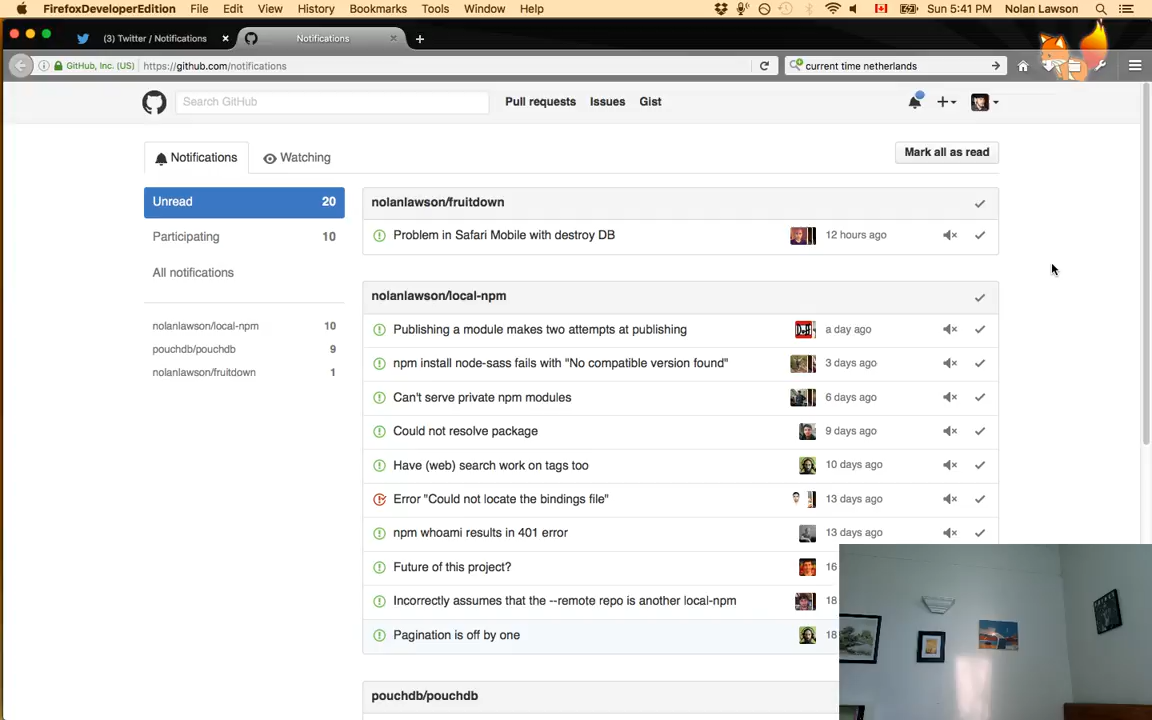 FirefoxDeveloperEdition File Edit View History Bookmarks Tools Window Help Sun 5:41 PM Nolan Lawson
(3) Twitter / Notifications × Notifications × +
GitHub, Inc. (US) https://github.com/notifications current time netherlands
Search GitHub Pull requests Issues Gist
Notifications Watching Mark all as read
Unread 20
Participating 10
All notifications
nolanlawson/local-npm 10
pouchdb/pouchdb 9
nolanlawson/fruitdown 1
nolanlawson/fruitdown
Problem in Safari Mobile with destroy DB 12 hours ago
nolanlawson/local-npm
Publishing a module makes two attempts at publishing a day ago
npm install node-sass fails with "No compatible version found" 3 days ago
Can't serve private npm modules 6 days ago
Could not resolve package 9 days ago
Have (web) search work on tags too 10 days ago
Error "Could not locate the bindings file" 13 days ago
npm whoami results in 401 error 13 days ago
Future of this project? 16
Incorrectly assumes that the --remote repo is another local-npm 18
Pagination is off by one 18
pouchdb/pouchdb